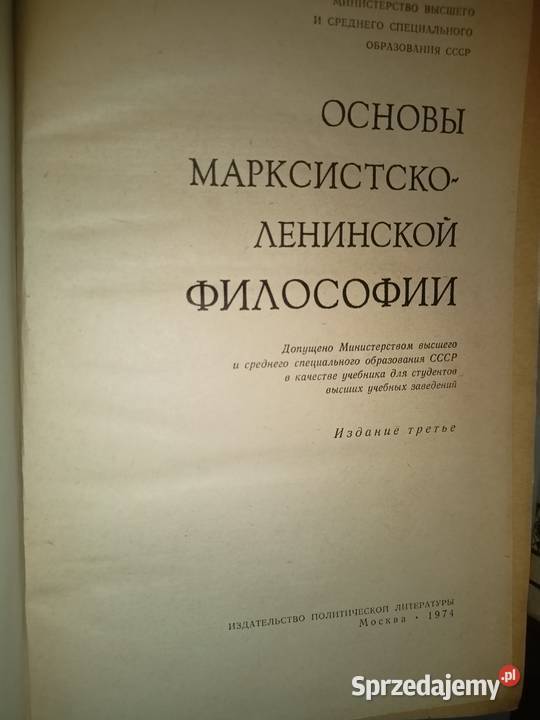 МИНИСТЕРСТВО ВЫСШЕГО
И СРЕДНЕГО СПЕЦИАЛЬНОГО
ОБРАЗОВАНИЯ СССР
ОСНОВЫ
МАРКСИСТСКО-
ЛЕНИНСКОЙ
ФИЛОСОФИИ
Допущено Министерством высшего
и среднего специального образования СССР
в качестве учебника для студентов
высших учебных заведений
Издание третье
ИЗДАТЕЛЬСТВО ПОЛИТИЧЕСКОЙ ЛИТЕРАТУРЫ
Москва • 1974
Sprzedajemy.pl